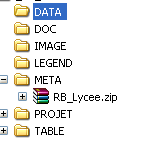 DATA
DOC
IMAGE
LEGEND
META
RB_Lycee.zip
PROJET
TABLE